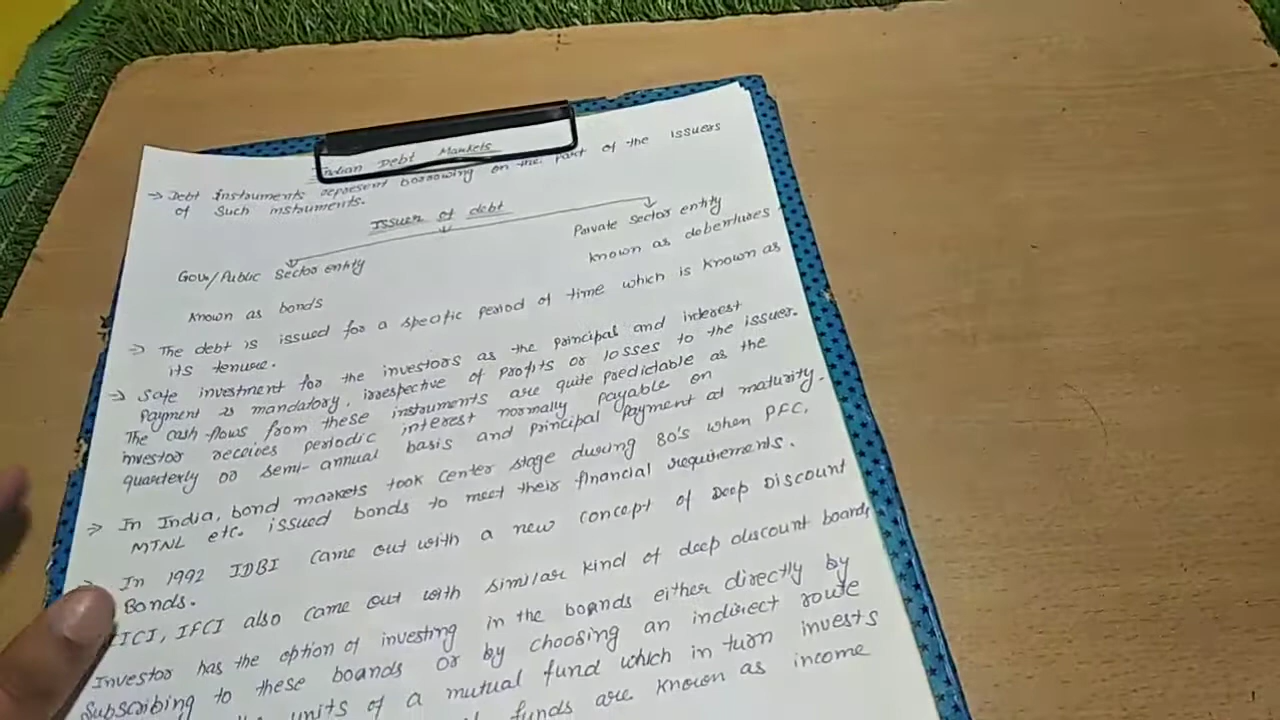 Indian Debt Markets
→ Debt Instruments represent borrowing on the part of the issuers
of such instruments.
Issuer of debt
Gov/Public Sector entity
Private sector entity
known as bonds
known as debentures
→ The debt is issued for a specific period of time which is known as
its tenure.
→ Safe investment for the investors as the principal and interest
Payment is mandatory, irrespective of profits or losses to the issuer.
The cash flows from these instruments are quite predictable as the
investor receives periodic interest normally payable on
quarterly or semi-annual basis and principal payment at maturity.
→ In India, bond markets took center stage during 80's when PFC,
MTNL etc. issued bonds to meet their financial requirements.
→ In 1992 IDBI came out with a new concept of Deep Discount
Bonds.
ICI, IFCI also came out with similar kind of deep discount boands
Investor has the option of investing in the boands either directly by
Subscribing to these boands or by choosing an indirect route
units of a mutual fund which in turn invests
funds are known as income